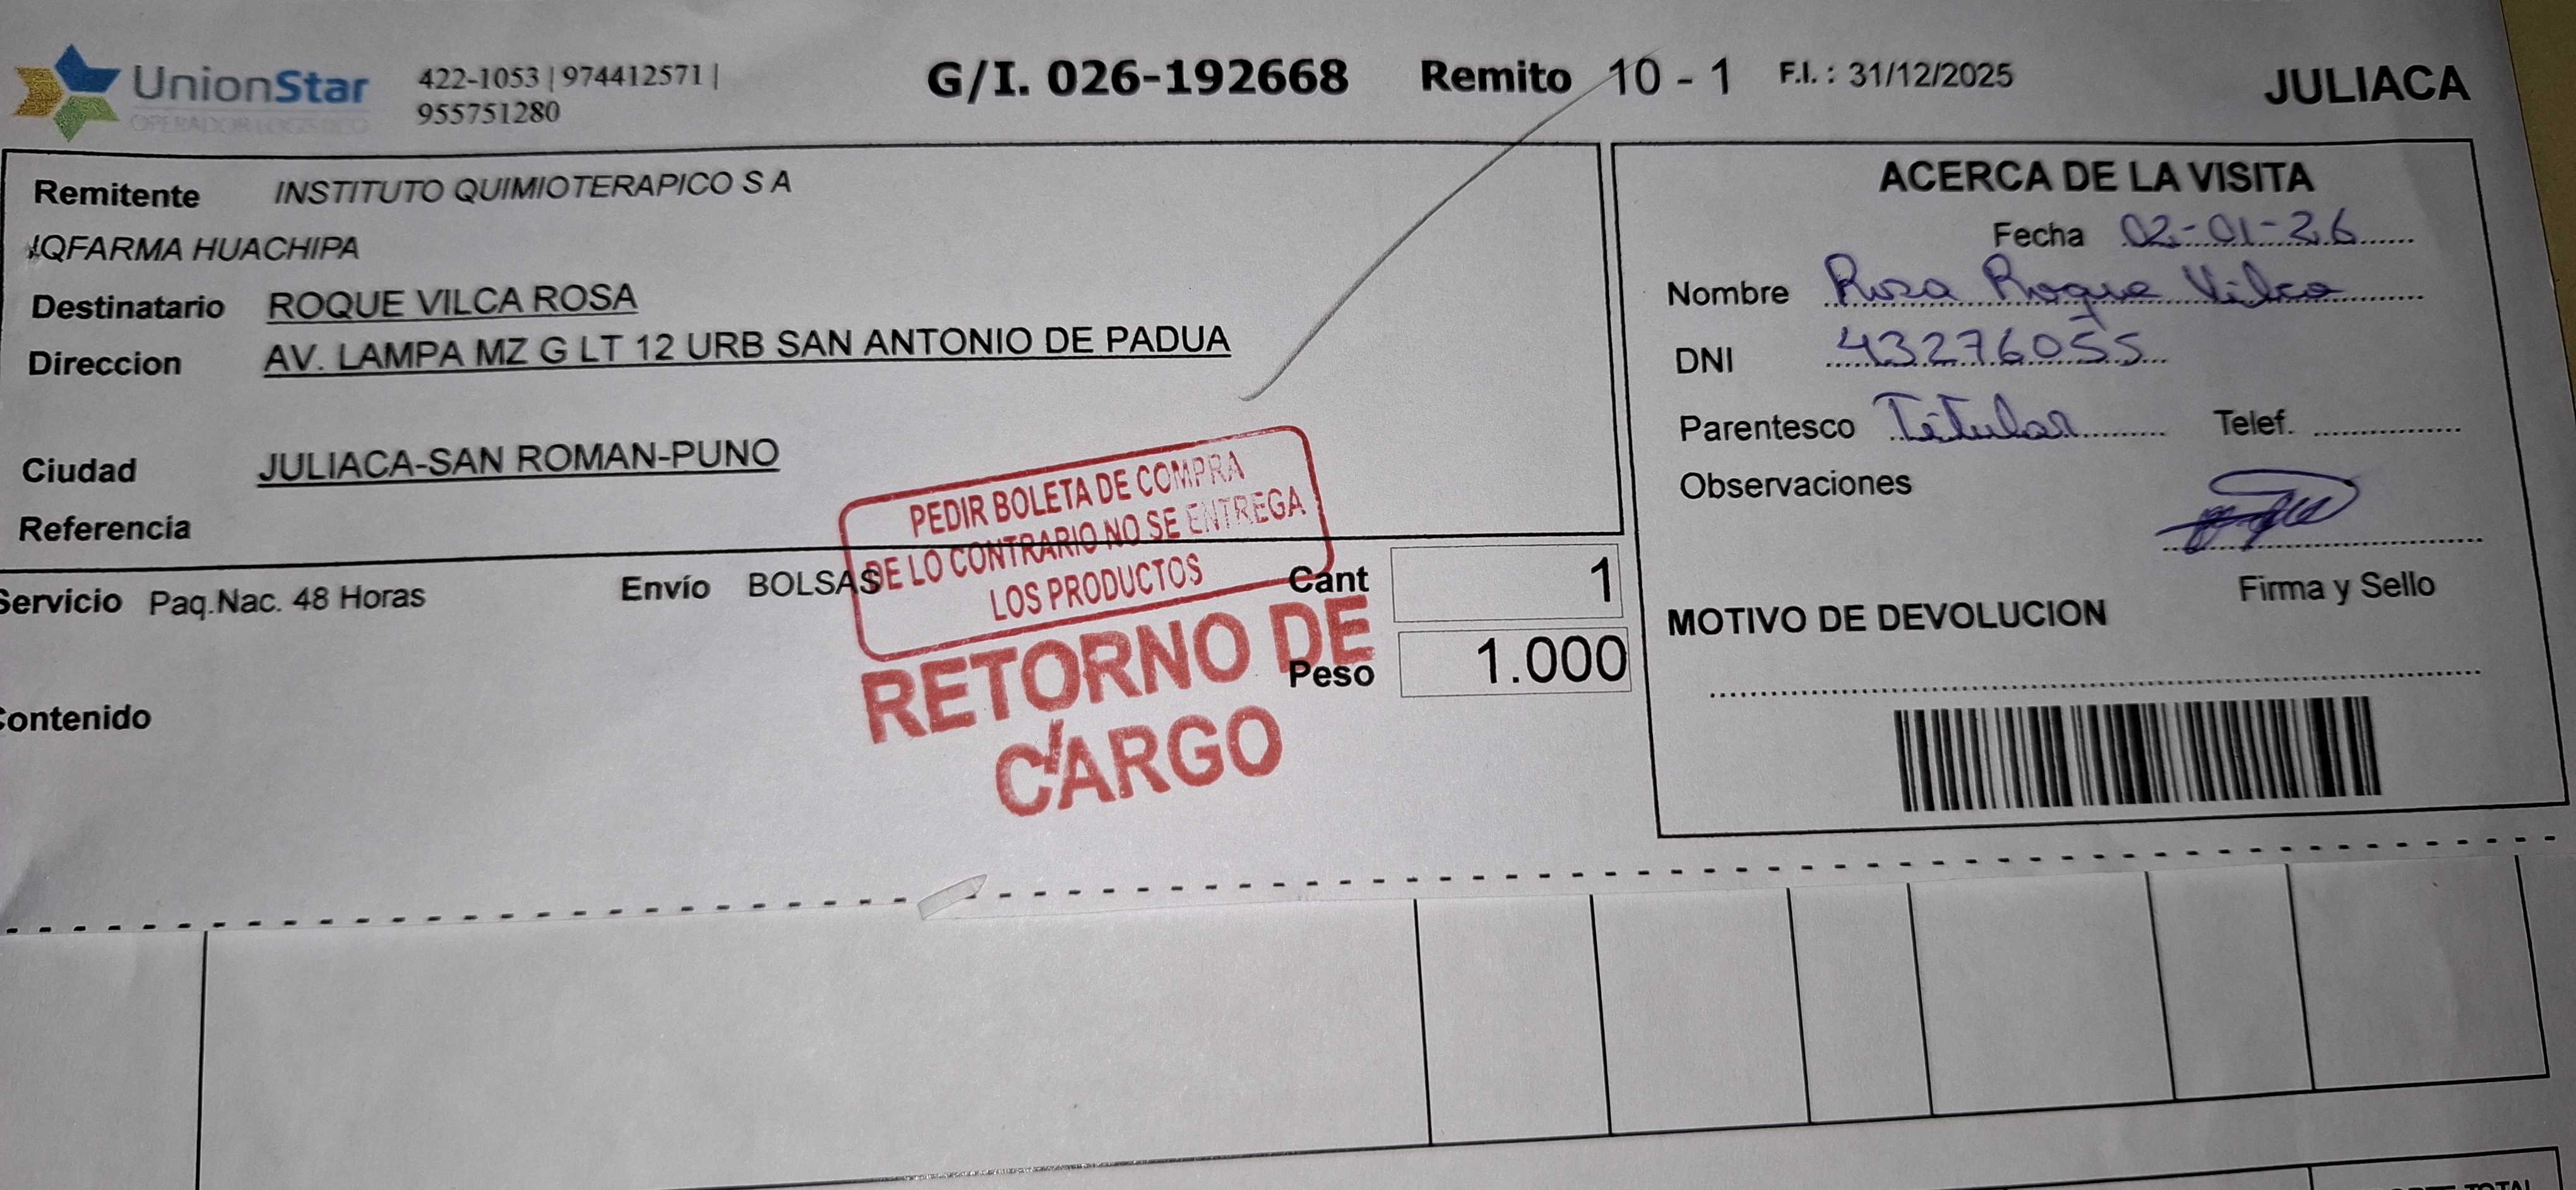 UnionStar
OPERADOR LOGISTICO
422-1053 | 974412571 |
955751280
G/I. 026-192668 Remito 10 - 1 F.I. : 31/12/2025 JULIACA
Remitente INSTITUTO QUIMIOTERAPICO S A
IQFARMA HUACHIPA
Destinatario ROQUE VILCA ROSA
Direccion AV. LAMPA MZ G LT 12 URB SAN ANTONIO DE PADUA
Ciudad JULIACA-SAN ROMAN-PUNO
Referencia
PEDIR BOLETA DE COMPRA
DE LO CONTRARIO NO SE ENTREGA
LOS PRODUCTOS
Servicio Paq.Nac. 48 Horas Envío BOLSAS Cant 1
Peso 1.000
RETORNO DE
CARGO
Contenido
ACERCA DE LA VISITA
Fecha 02-01-26
Nombre Rosa Roque Vilca
DNI 43276055
Parentesco Titular Telef.
Observaciones
Firma y Sello
MOTIVO DE DEVOLUCION
TOTAL